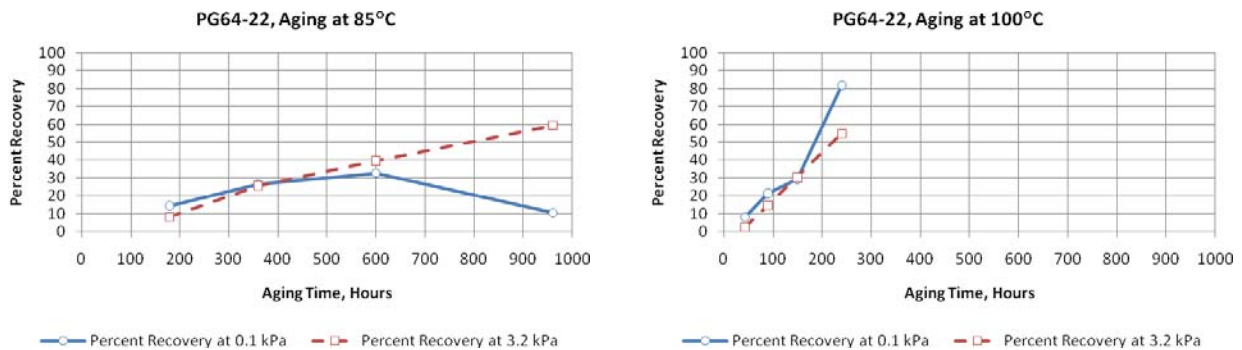 PG64-22, Aging at 85°C
Percent Recovery
100
90
80
70
60
50
40
30
20
10
0
0 100 200 300 400 500 600 700 800 900 1000
Aging Time, Hours
Percent Recovery at 0.1 kPa Percent Recovery at 3.2 kPa
PG64-22, Aging at 100°C
Percent Recovery
100
90
80
70
60
50
40
30
20
10
0
0 100 200 300 400 500 600 700 800 900 1000
Aging Time, Hours
Percent Recovery at 0.1 kPa Percent Recovery at 3.2 kPa